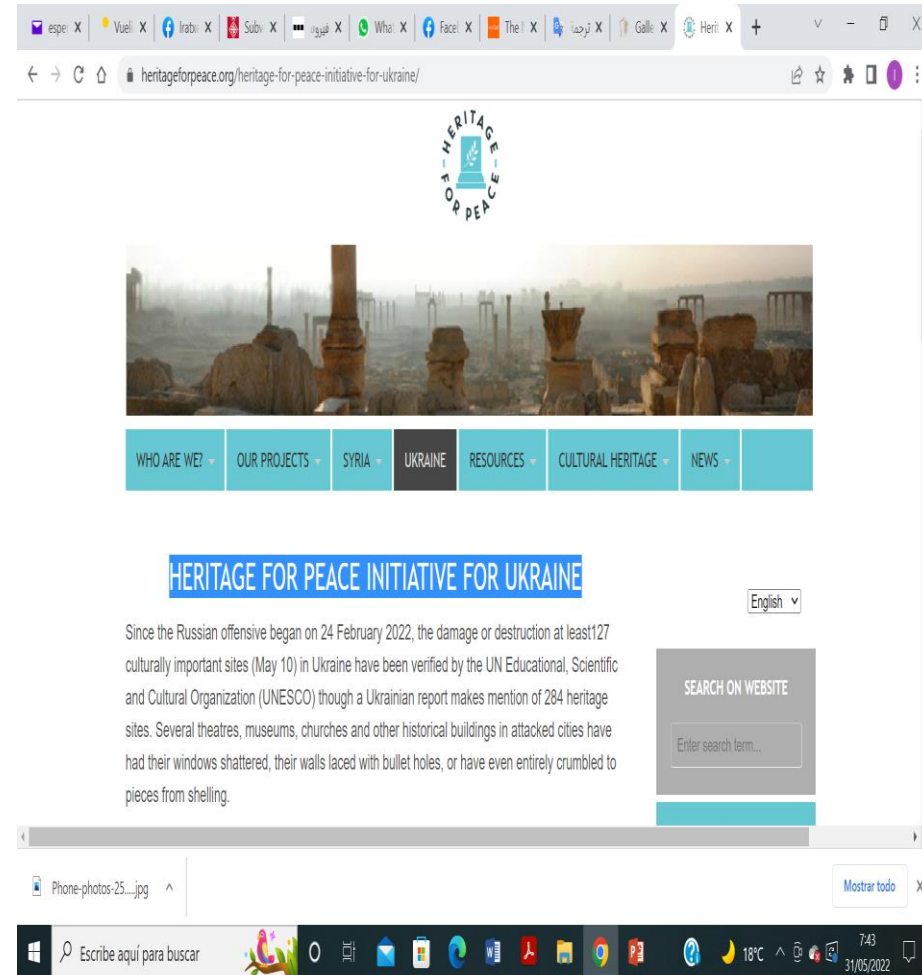 espe
Vueli
Iratx
Subv
فيروز
What
Facel
The
ترجمة
Galle
Herit
heritageforpeace.org/heritage-for-peace-initiative-for-ukraine/
HERITAGE FOR PEACE
WHO ARE WE?
OUR PROJECTS
SYRIA
UKRAINE
RESOURCES
CULTURAL HERITAGE
NEWS
HERITAGE FOR PEACE INITIATIVE FOR UKRAINE
English
Since the Russian offensive began on 24 February 2022, the damage or destruction at least127
culturally important sites (May 10) in Ukraine have been verified by the UN Educational, Scientific
and Cultural Organization (UNESCO) though a Ukrainian report makes mention of 284 heritage
sites. Several theatres, museums, churches and other historical buildings in attacked cities have
had their windows shattered, their walls laced with bullet holes, or have even entirely crumbled to
pieces from shelling.
SEARCH ON WEBSITE
Enter search term...
Phone-photos-25....jpg
Mostrar todo
Escribe aquí para buscar
18°C
7:43
31/05/2022